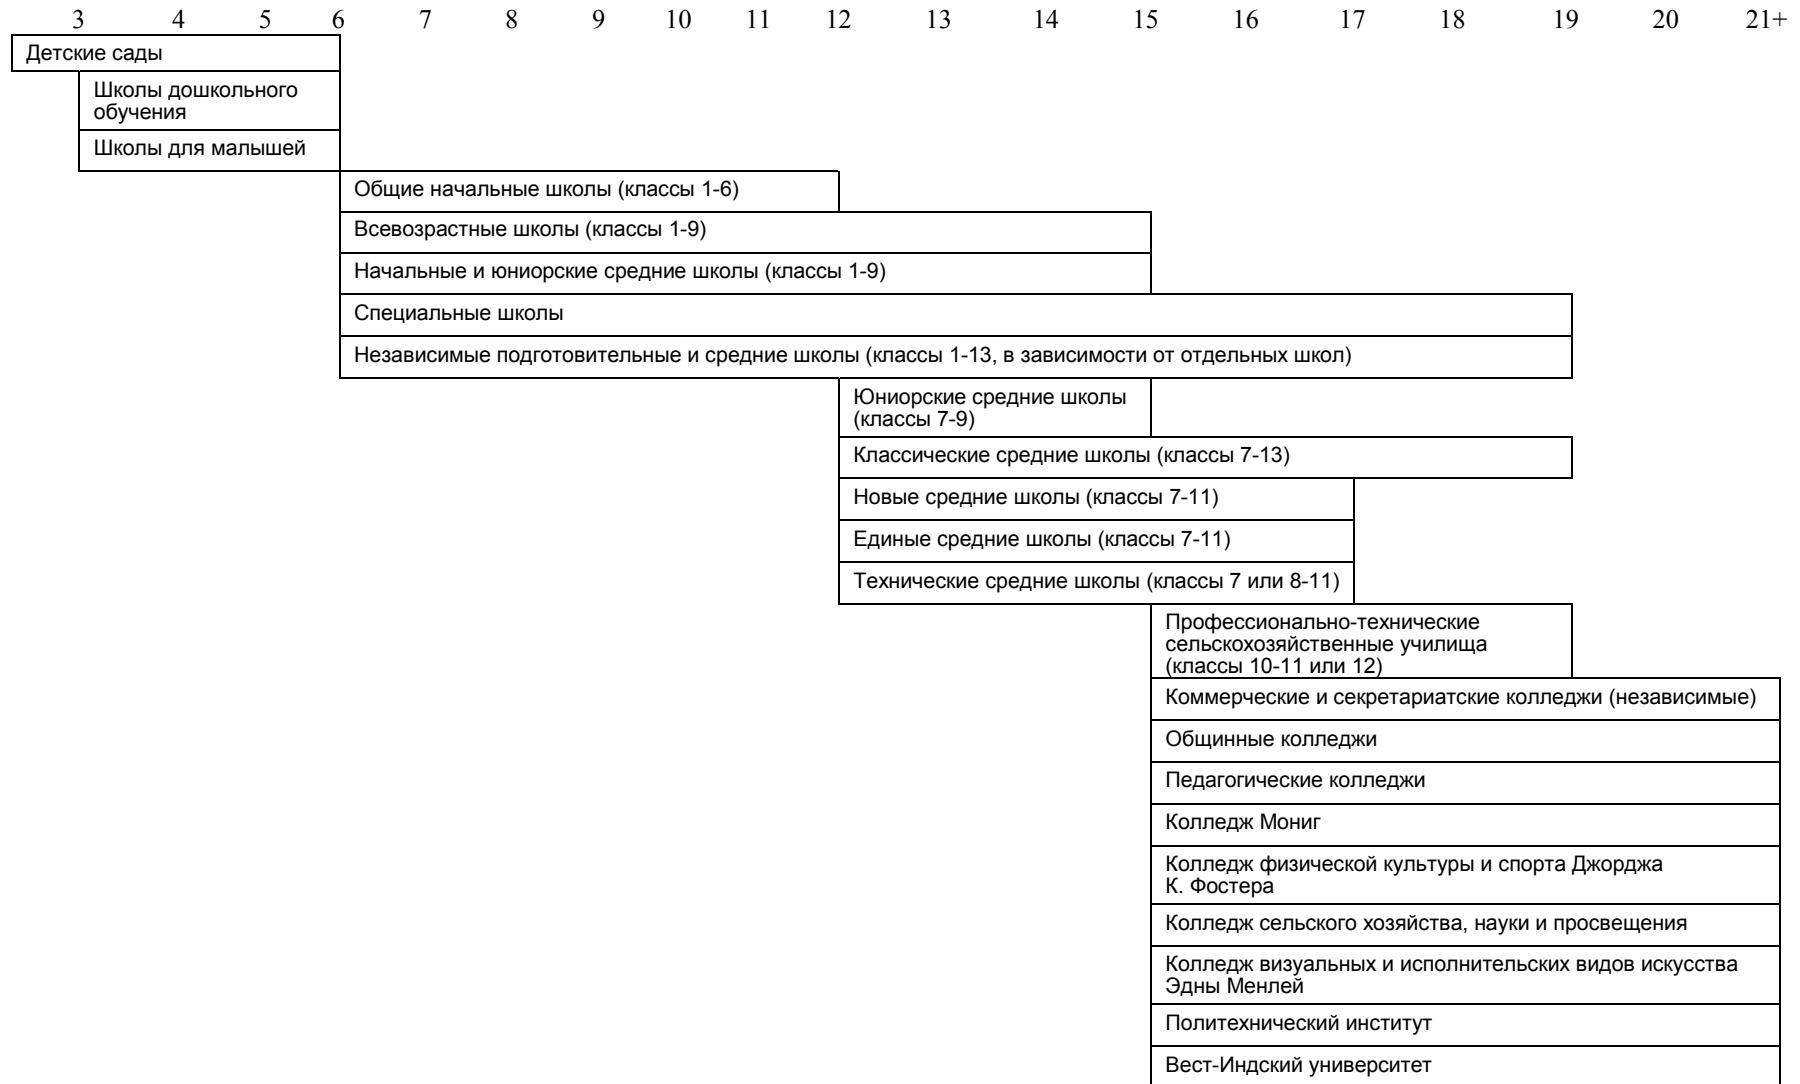 3 4 5 6 7 8 9 10 11 12 13 14 15 16 17 18 19 20 21+
Детские сады
Школы дошкольного
обучения
Школы для малышей
Общие начальные школы (классы 1-6)
Всевозрастные школы (классы 1-9)
Начальные и юниорские средние школы (классы 1-9)
Специальные школы
Независимые подготовительные и средние школы (классы 1-13, в зависимости от отдельных школ)
Юниорские средние школы
(классы 7-9)
Классические средние школы (классы 7-13)
Новые средние школы (классы 7-11)
Единые средние школы (классы 7-11)
Технические средние школы (классы 7 или 8-11)
Профессионально-технические
сельскохозяйственные училища
(классы 10-11 или 12)
Коммерческие и секретариатские колледжи (независимые)
Общинные колледжи
Педагогические колледжи
Колледж Мониг
Колледж физической культуры и спорта Джорджа
К. Фостера
Колледж сельского хозяйства, науки и просвещения
Колледж визуальных и исполнительских видов искусства
Эдны Менлей
Политехнический институт
Вест-Индский университет